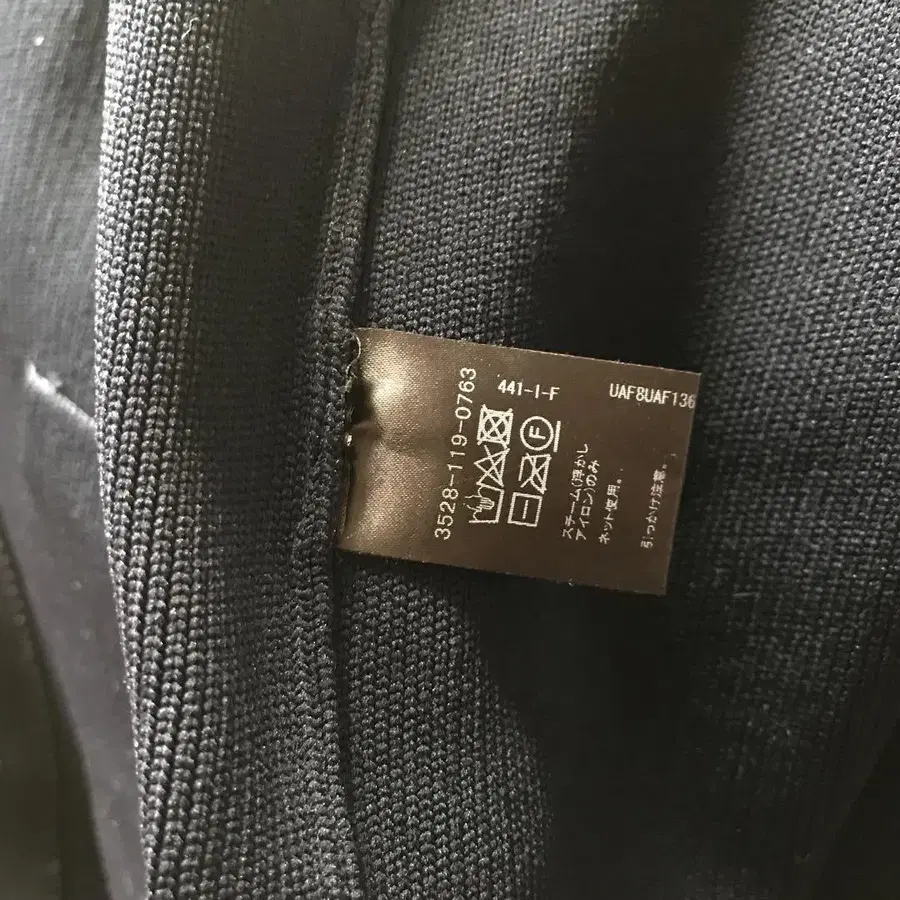 3528-119-0763
441-I-F
UAF8UAF136
F
スチーム(浮かし
アイロン)のみ
ネット使用。
引っかけ注意。